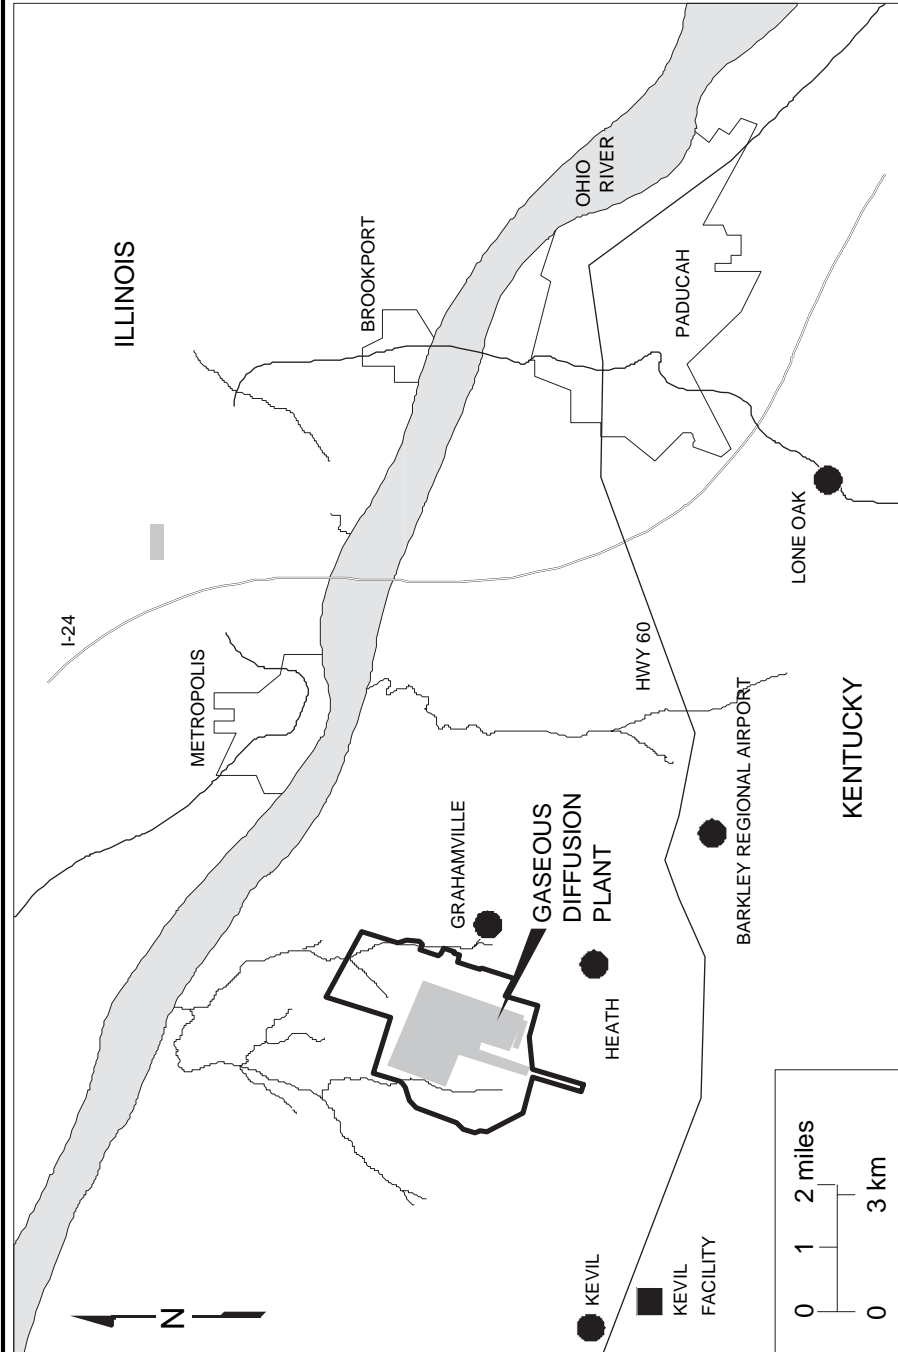 ILLINOIS
I-24
METROPOLIS
BROOKPORT
OHIO
RIVER
PADUCAH
GRAHAMVILLE
GASEOUS
DIFFUSION
PLANT
HEATH
HWY 60
LONE OAK
BARKLEY REGIONAL AIRPORT
KENTUCKY
N
KEVIL
KEVIL
FACILITY
0 1 2 miles
0 3 km